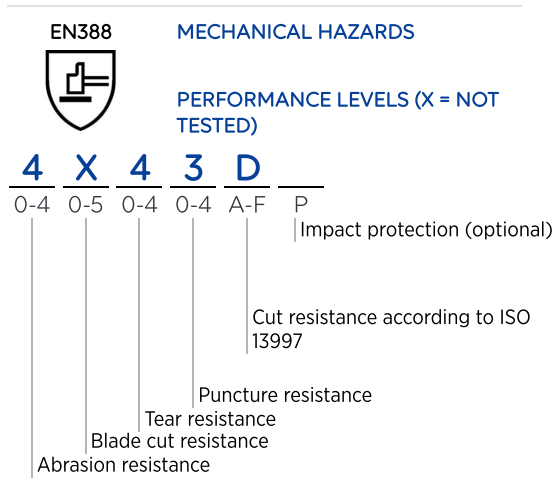 EN388
MECHANICAL HAZARDS
PERFORMANCE LEVELS (X = NOT
TESTED)
4 X 4 3 D
0-4 0-5 0-4 0-4 A-F P
Impact protection (optional)
Cut resistance according to ISO
13997
Puncture resistance
Tear resistance
Blade cut resistance
Abrasion resistance